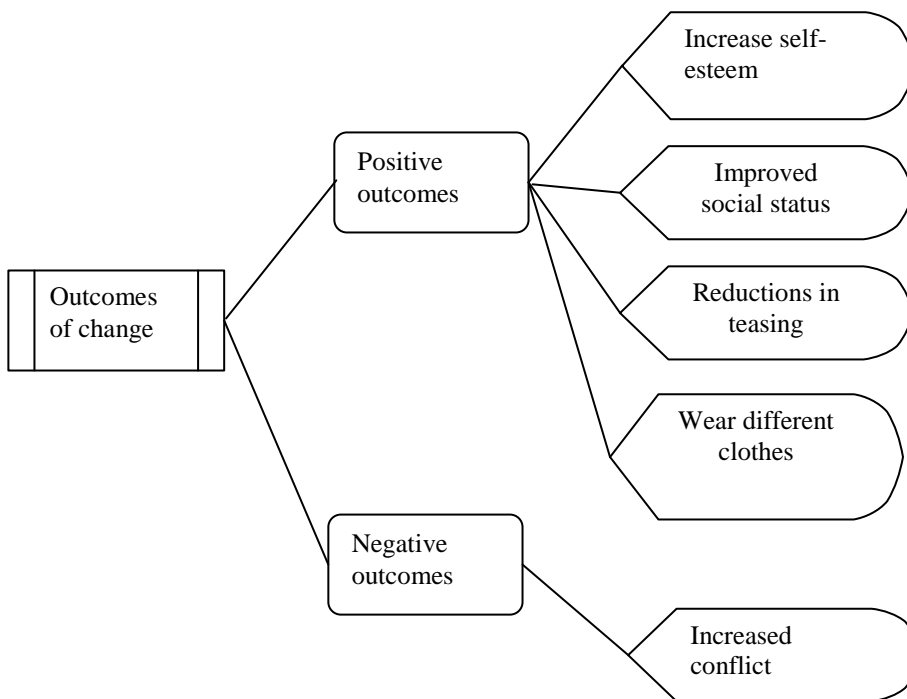 Increase self-
esteem
Positive
outcomes
Improved
social status
Outcomes
of change
Reductions in
teasing
Wear different
clothes
Negative
outcomes
Increased
conflict